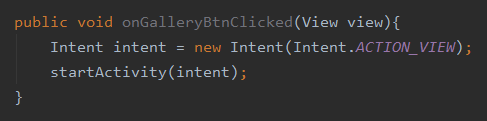 public void onGalleryBtnClicked(View view){
    Intent intent = new Intent(Intent.ACTION_VIEW);
    startActivity(intent);
}